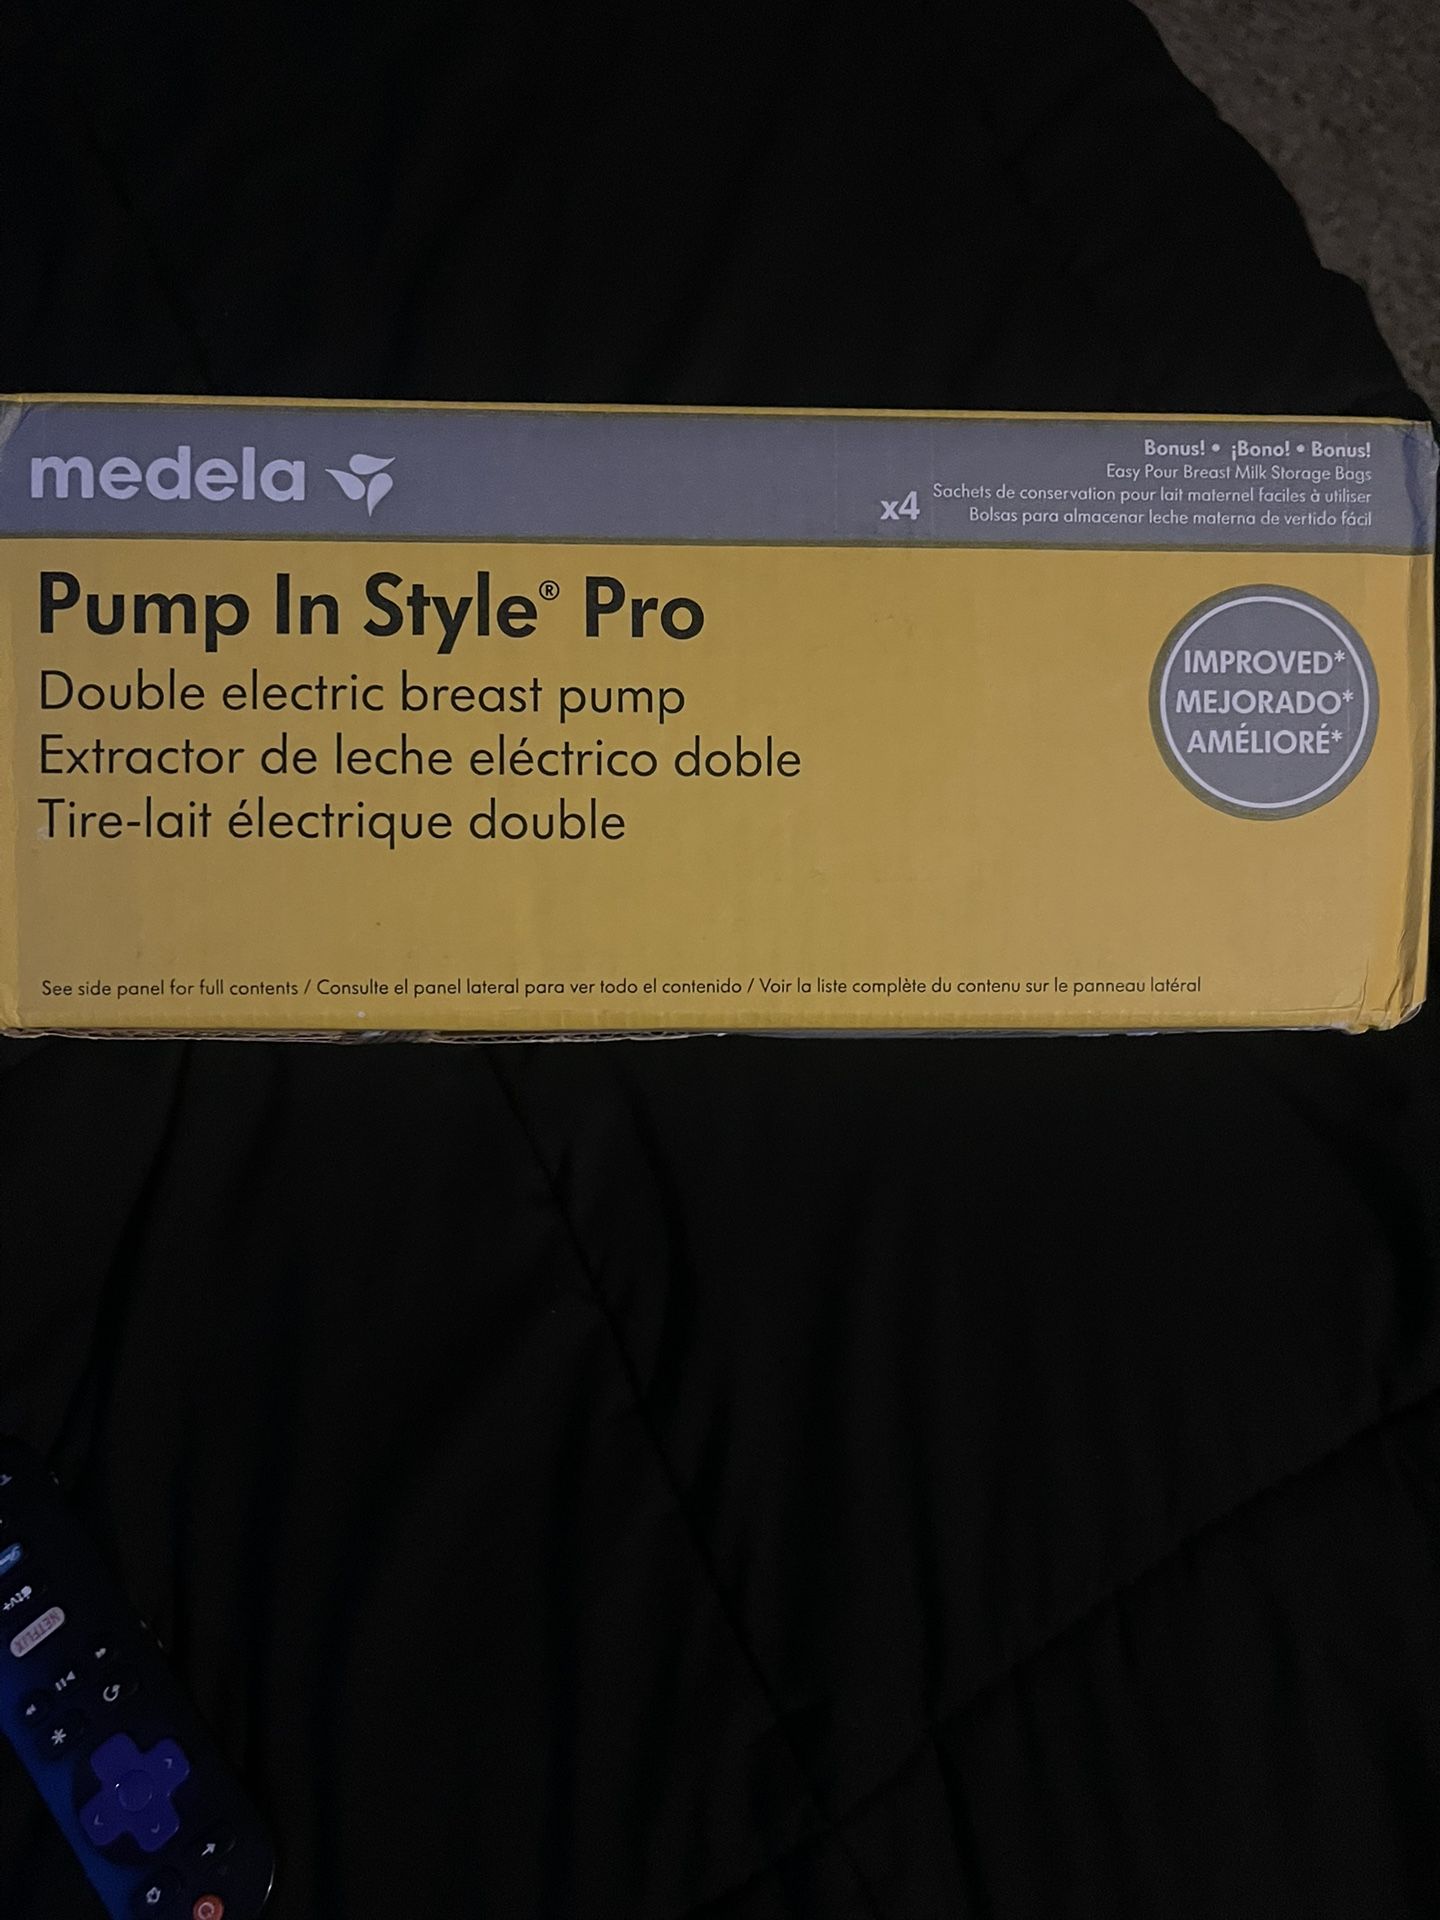 medela
Bonus! • ¡Bono! • Bonus!
x4
Easy Pour Breast Milk Storage Bags
Sachets de conservation pour lait maternel faciles à utiliser
Bolsas para almacenar leche materna de vertido fácil
Pump In Style® Pro
Double electric breast pump
Extractor de leche eléctrico doble
Tire-lait électrique double
IMPROVED*
MEJORADO*
AMÉLIORÉ*
See side panel for full contents / Consulte el panel lateral para ver todo el contenido / Voir la liste complète du contenu sur le panneau latéral
tv+
NETFLIX